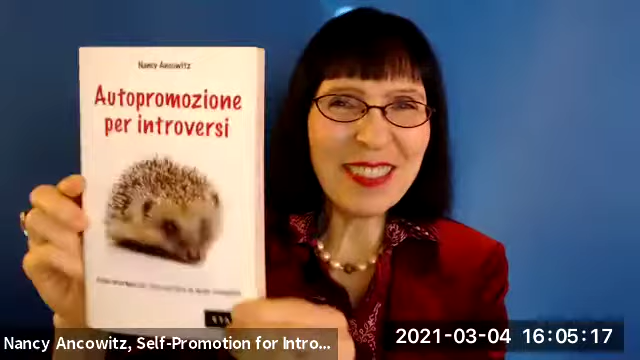 Nancy Ancowitz
Autopromozione
per introversi
Nancy Ancowitz, Self-Promotion for Intro...
2021-03-04 16:05:17